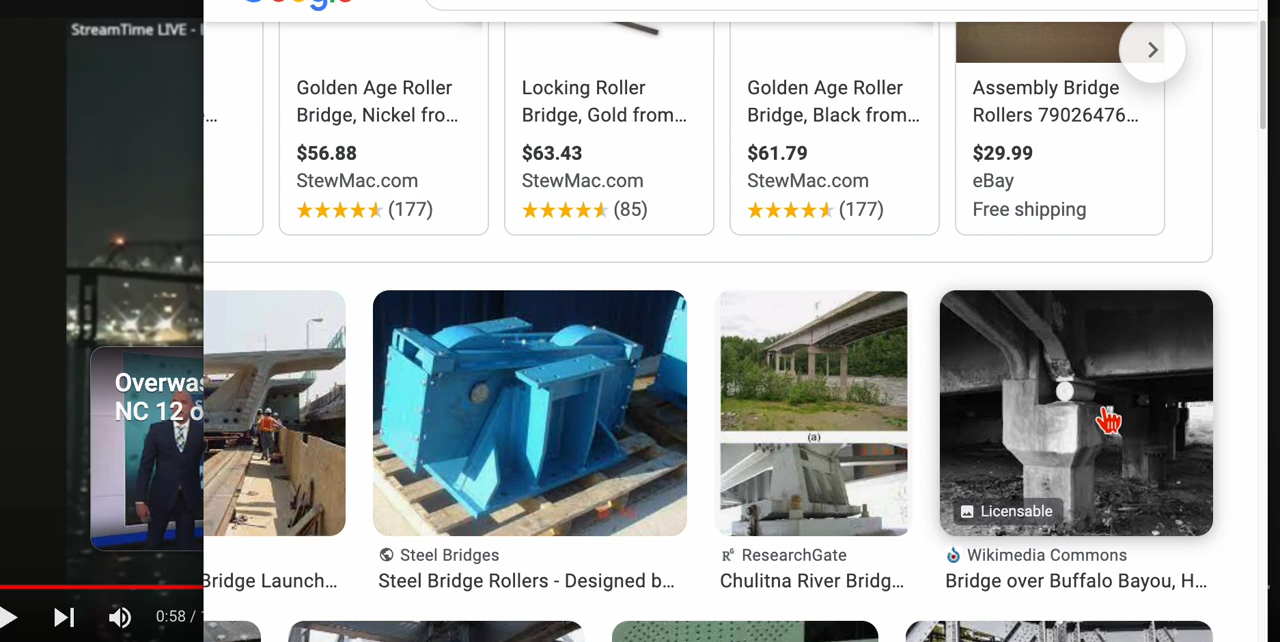 StreamTime LIVE -
Google
Golden Age Roller
Bridge, Nickel fro...
$56.88
StewMac.com
(177)
Locking Roller
Bridge, Gold from...
$63.43
StewMac.com
(85)
Golden Age Roller
Bridge, Black from...
$61.79
StewMac.com
(177)
Assembly Bridge
Rollers 79026476...
$29.99
eBay
Free shipping
Overwas
NC 12 o
(a)
Licensable
Bridge Launch...
Steel Bridges
Steel Bridge Rollers - Designed b...
ResearchGate
Chulitna River Bridg...
Wikimedia Commons
Bridge over Buffalo Bayou, H...
0:58 /